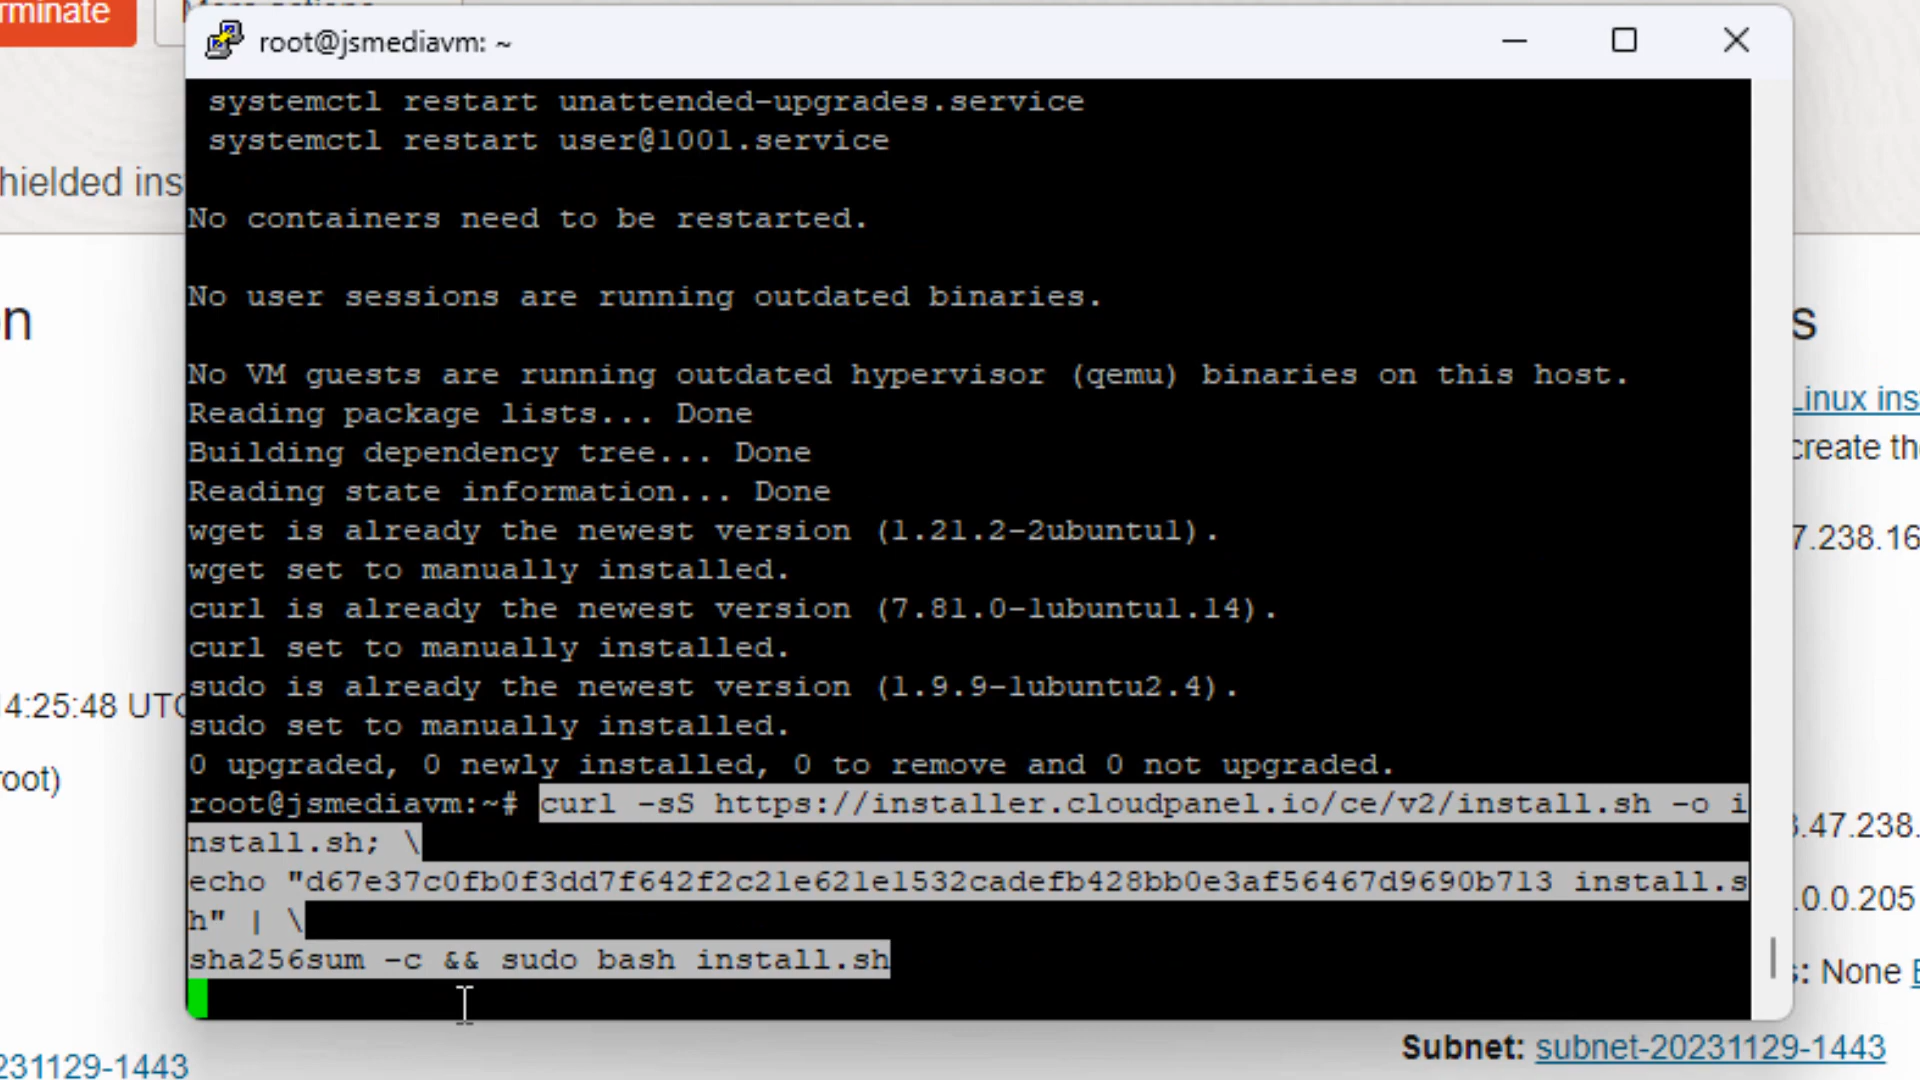 rminate
root@jsmediavm: ~
systemctl restart unattended-upgrades.service
systemctl restart user@1001.service
hielded ins
No containers need to be restarted.
No user sessions are running outdated binaries.
n
s
No VM guests are running outdated hypervisor (qemu) binaries on this host.
Linux ins
Reading package lists... Done
create th
Building dependency tree... Done
Reading state information... Done
wget is already the newest version (1.21.2-2ubuntu1).
7.238.16
wget set to manually installed.
curl is already the newest version (7.81.0-1ubuntu1.14).
curl set to manually installed.
sudo is already the newest version (1.9.9-1ubuntu2.4).
4:25:48 UTC
sudo set to manually installed.
0 upgraded, 0 newly installed, 0 to remove and 0 not upgraded.
oot)
root@jsmediavm:~# curl -sS https://installer.cloudpanel.io/ce/v2/install.sh -o i
nstall.sh; \
.47.238.
echo "d67e37c0fb0f3dd7f642f2c21e621e1532cadefb428bb0e3af56467d9690b713 install.s
.0.0.205
h" | \
sha256sum -c && sudo bash install.sh
: None
Subnet: subnet-20231129-1443
231129-1443